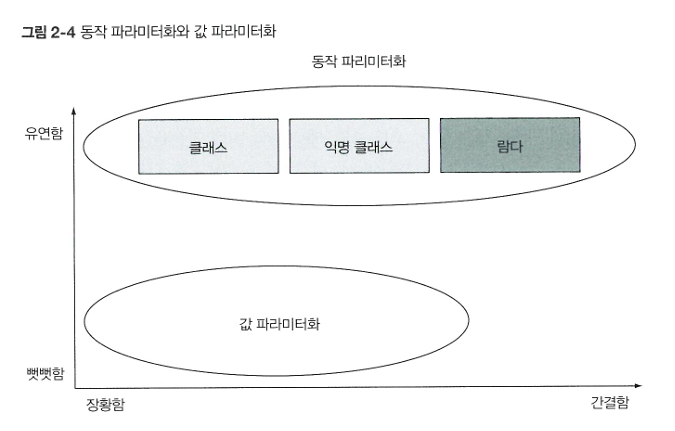 그림 2-4 동작 파라미터화와 값 파라미터화
동작 파리미터화
유연함
클래스
익명 클래스
람다
값 파라미터화
뻣뻣함
장황함
간결함